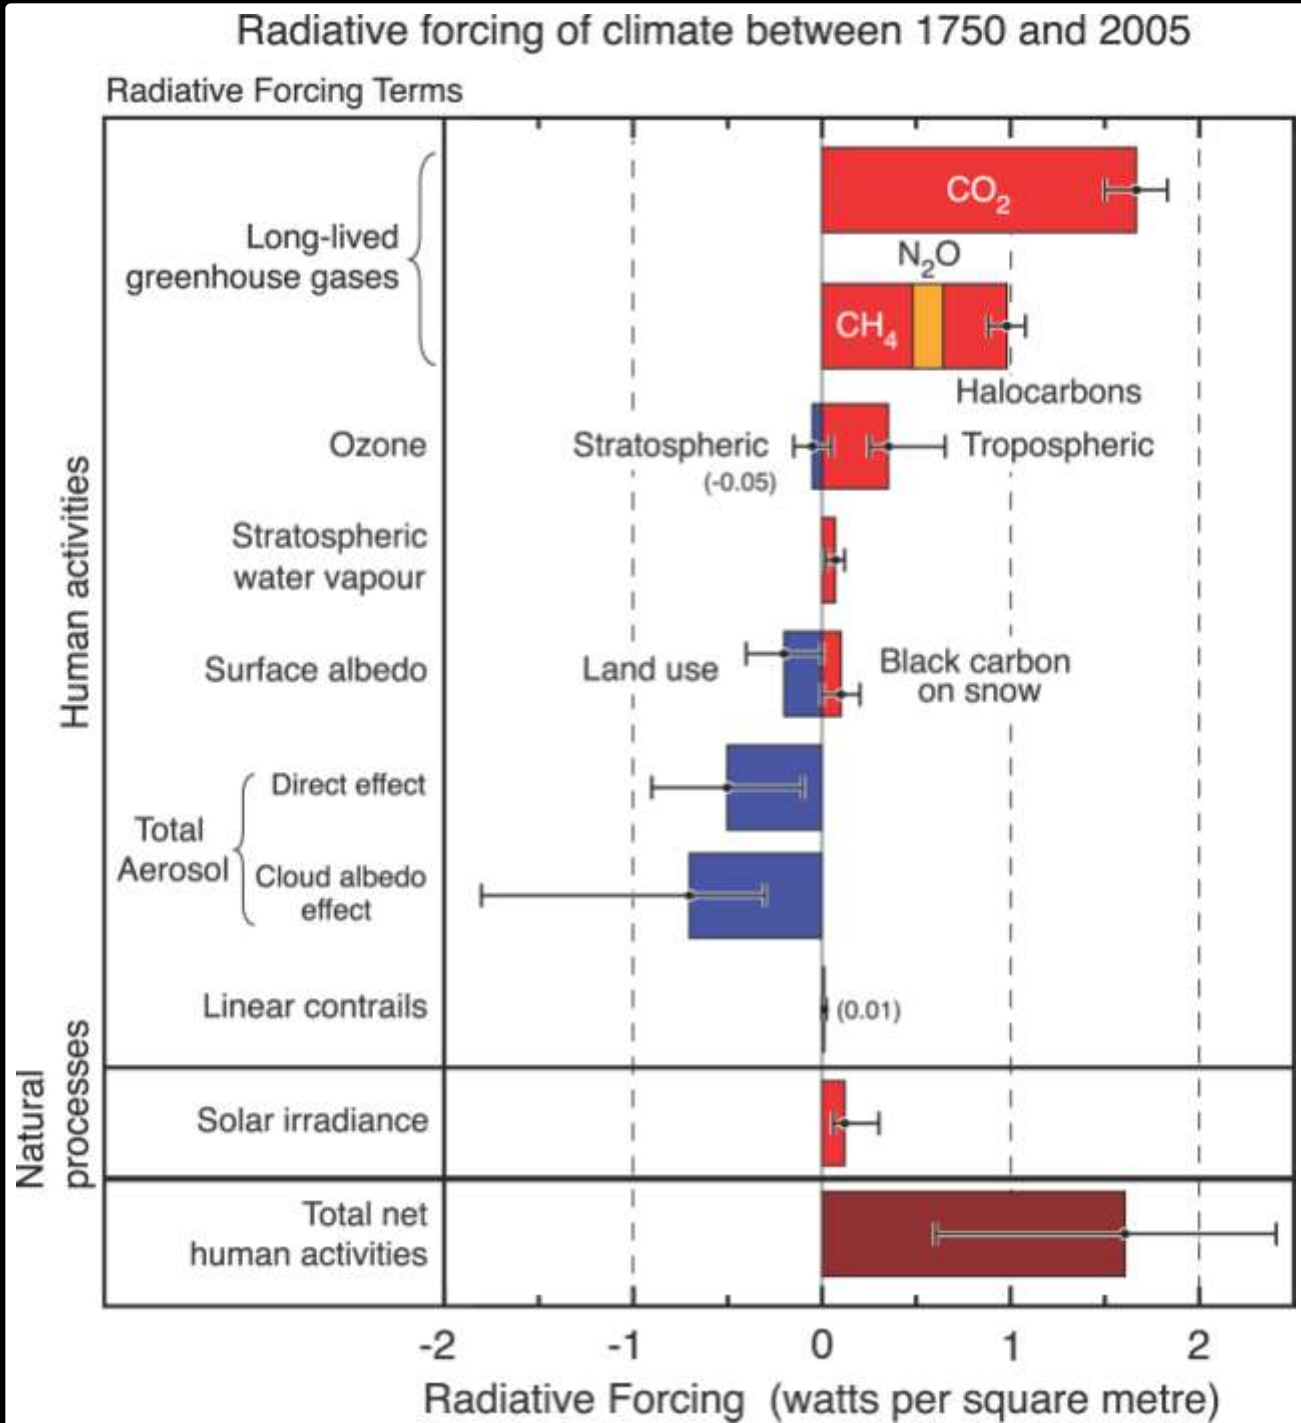 Radiative forcing of climate between 1750 and 2005
Radiative Forcing Terms
CO2
Long-lived
greenhouse gases
N2O
CH4
Halocarbons
Human activities
Ozone
Stratospheric
(-0.05)
Tropospheric
Stratospheric
water vapour
Surface albedo
Land use
Black carbon
on snow
Total
Aerosol
Direct effect
Cloud albedo
effect
Linear contrails
(0.01)
Natural
processes
Solar irradiance
Total net
human activities
-2 -1 0 1 2
Radiative Forcing (watts per square metre)